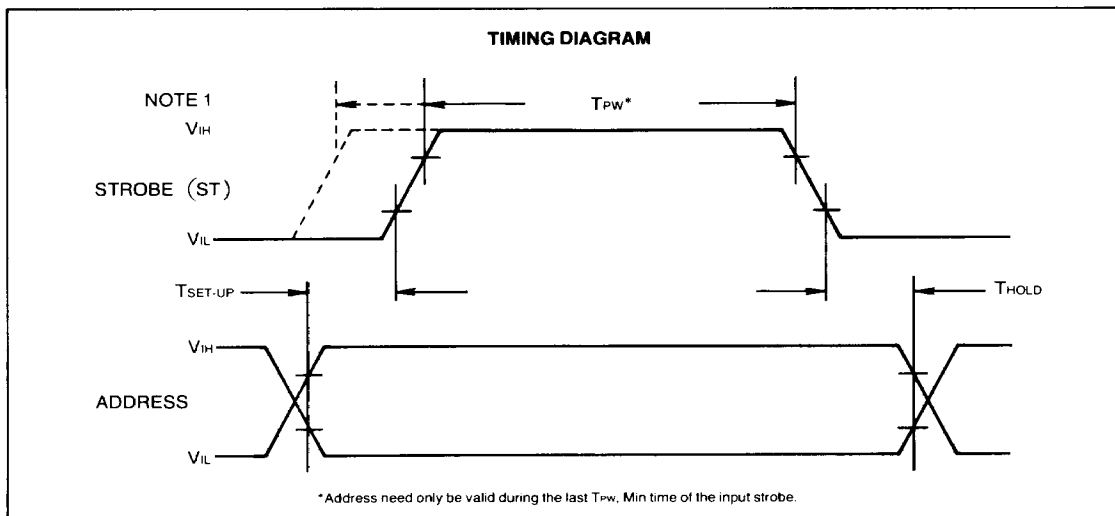 TIMING DIAGRAM
NOTE 1
TPW*
VIH
STROBE (ST)
VIL
TSET-UP
THOLD
VIH
ADDRESS
VIL
*Address need only be valid during the last TPW, Min time of the input strobe.